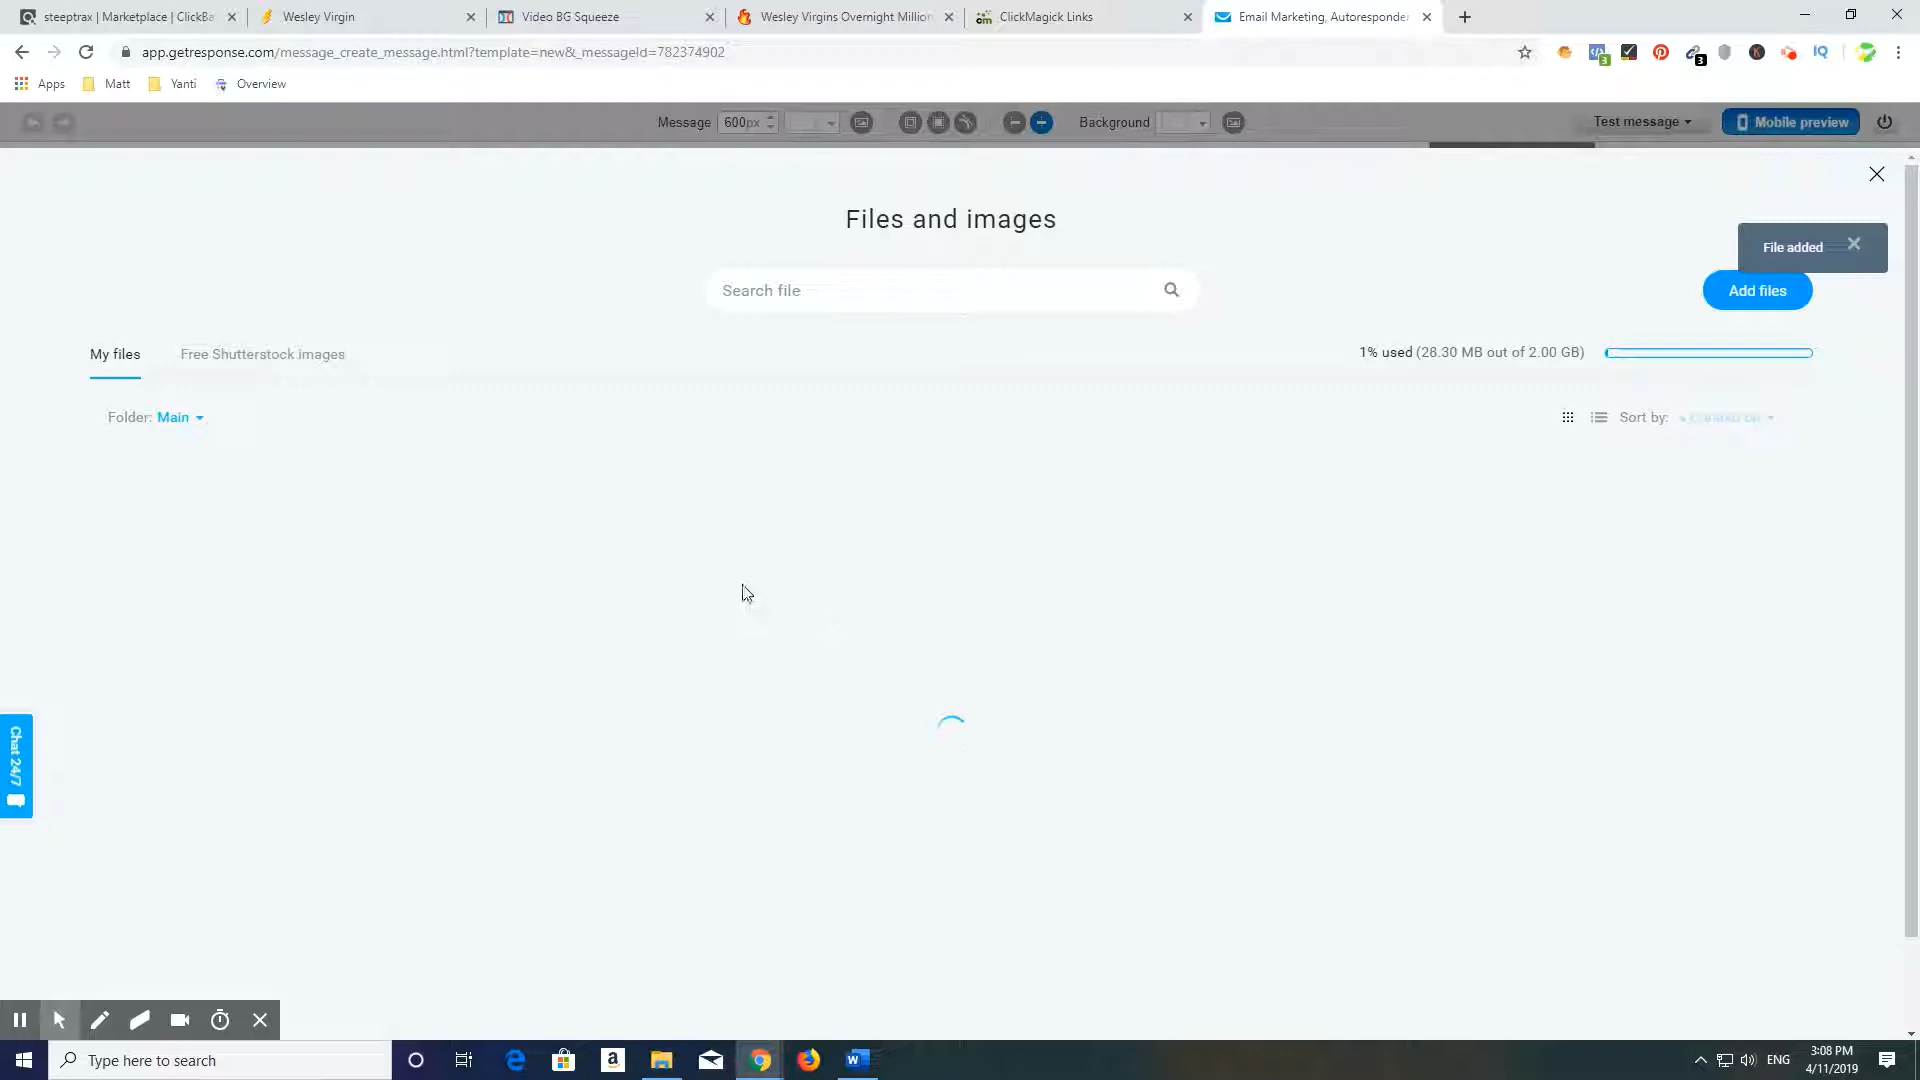 steeptrax | Marketplace | ClickBa
Wesley Virgin
Video BG Squeeze
Wesley Virgins Overnight Million
ClickMagick Links
Email Marketing, Autoresponde
app.getresponse.com/message_create_message.html?template=new&_messageId=782374902
Apps
Matt
Yanti
Overview
Message
600px
Background
Test message
Mobile preview
Files and images
File added
Search file
Add files
My files
Free Shutterstock images
1% used (28.30 MB out of 2.00 GB)
Folder: Main
Sort by:
Chat 24/7
Type here to search
ENG
3:08 PM
4/11/2019